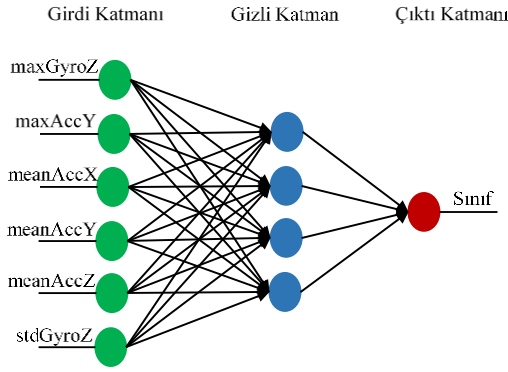 Girdi Katmanı Gizli Katman Çıktı Katmanı
maxGyroZ
maxAccY
meanAccX
meanAccY
meanAccZ
stdGyroZ
Sınıf